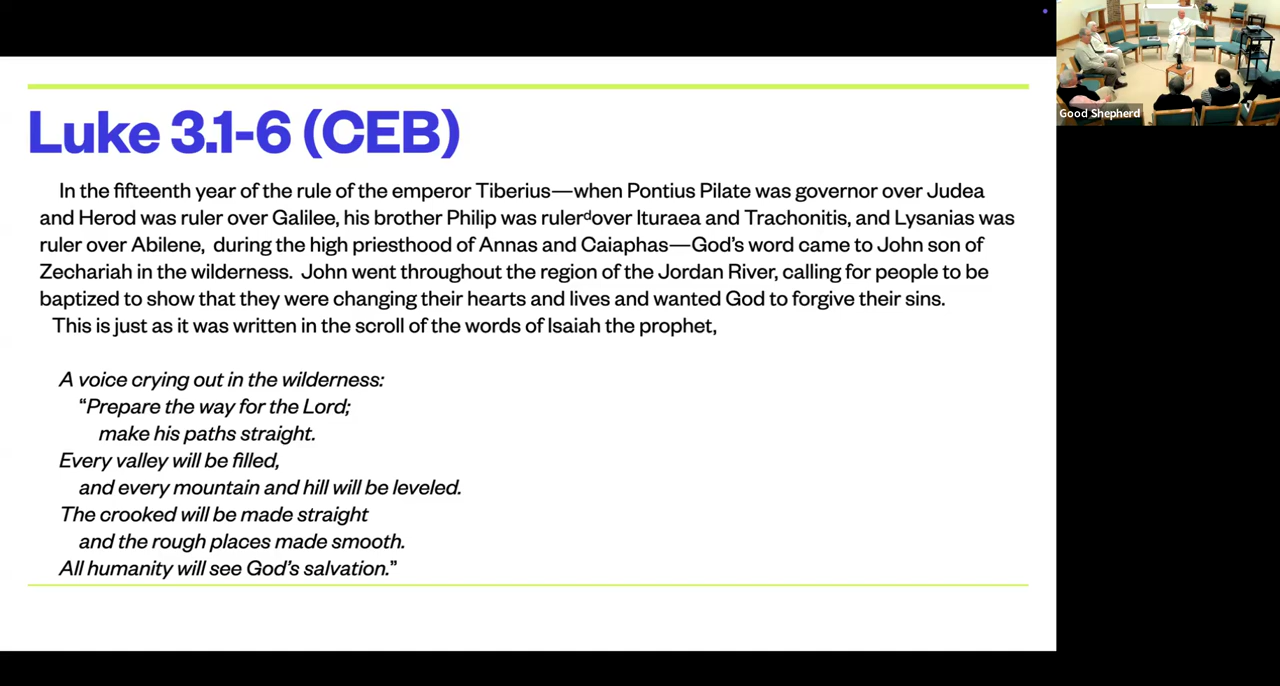 Luke 3.1-6 (CEB)
In the fifteenth year of the rule of the emperor Tiberius—when Pontius Pilate was governor over Judea
and Herod was ruler over Galilee, his brother Philip was rulerᵈover Ituraea and Trachonitis, and Lysanias was
ruler over Abilene, during the high priesthood of Annas and Caiaphas—God’s word came to John son of
Zechariah in the wilderness. John went throughout the region of the Jordan River, calling for people to be
baptized to show that they were changing their hearts and lives and wanted God to forgive their sins.
This is just as it was written in the scroll of the words of Isaiah the prophet,
A voice crying out in the wilderness:
“Prepare the way for the Lord;
make his paths straight.
Every valley will be filled,
and every mountain and hill will be leveled.
The crooked will be made straight
and the rough places made smooth.
All humanity will see God’s salvation.”
Good Shepherd